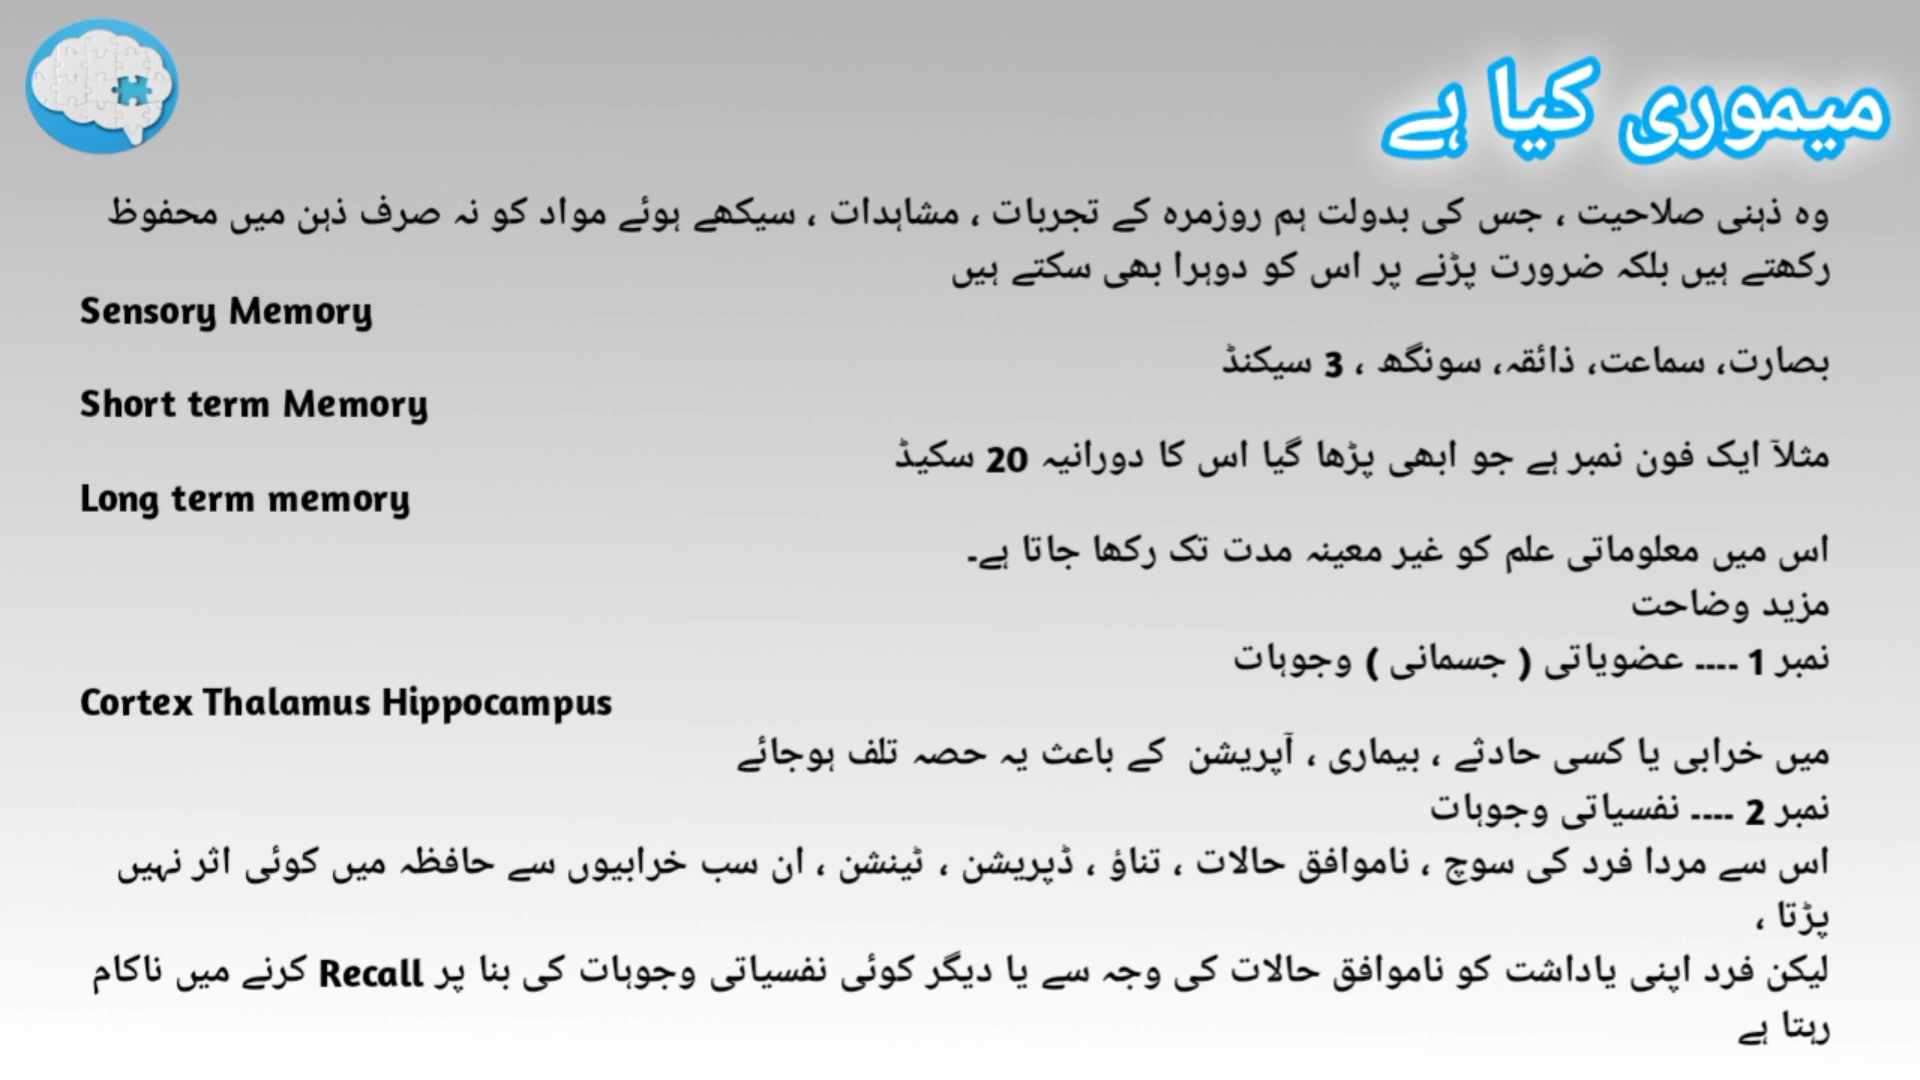 میموری کیا ہے
وہ ذہنی صلاحیت ، جس کی بدولت ہم روزمرہ کے تجربات ، مشاہدات ، سیکھے ہوئے مواد کو نہ صرف ذہن میں محفوظ
رکھتے ہیں بلکہ ضرورت پڑنے پر اس کو دوہرا بھی سکتے ہیں
Sensory Memory
بصارت، سماعت، ذائقہ، سونگھ ، 3 سیکنڈ
Short term Memory
مثلاَ ایک فون نمبر ہے جو ابھی پڑھا گیا اس کا دورانیہ 20 سکیڈ
Long term memory
اس میں معلوماتی علم کو غیر معینہ مدت تک رکھا جاتا ہے۔
مزید وضاحت
نمبر 1 ---- عضویاتی ( جسمانی ) وجوہات
Cortex Thalamus Hippocampus
میں خرابی یا کسی حادثے ، بیماری ، آپریشن کے باعث یہ حصہ تلف ہوجائے
نمبر 2 ---- نفسیاتی وجوہات
اس سے مردا فرد کی سوچ ، ناموافق حالات ، تناؤ ، ڈپریشن ، ٹینشن ، ان سب خرابیوں سے حافظہ میں کوئی اثر نہیں
پڑتا ،
لیکن فرد اپنی یاداشت کو ناموافق حالات کی وجہ سے یا دیگر کوئی نفسیاتی وجوہات کی بنا پر Recall کرنے میں ناکام
رہتا ہے